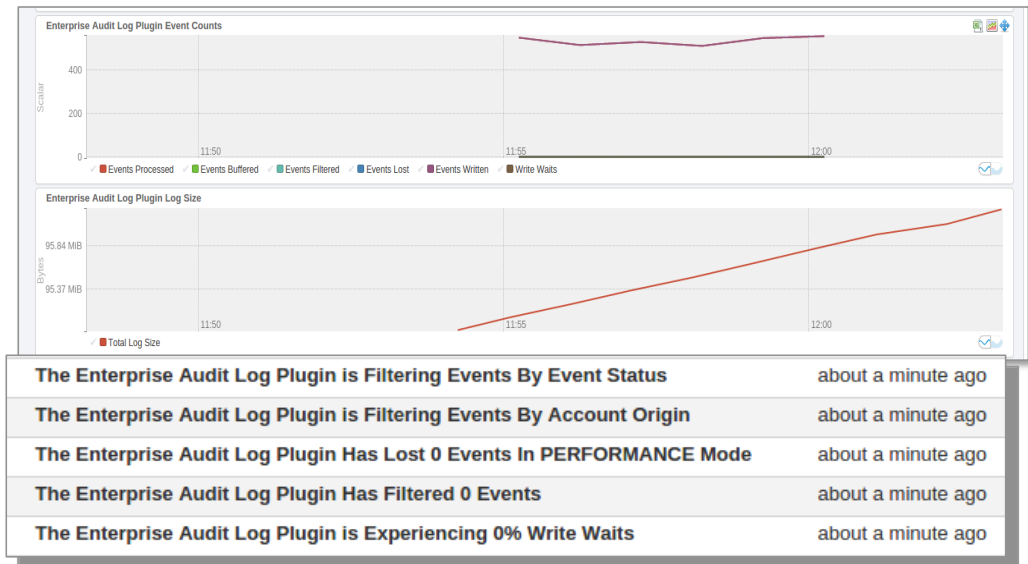 Enterprise Audit Log Plugin Event Counts
Scalar
400
200
0
11:50 11:55 12:00
Events Processed Events Buffered Events Filtered Events Lost Events Written Write Waits
Enterprise Audit Log Plugin Log Size
Bytes
95.84 MiB
95.37 MiB
11:50 11:55 12:00
Total Log Size
The Enterprise Audit Log Plugin is Filtering Events By Event Status about a minute ago
The Enterprise Audit Log Plugin is Filtering Events By Account Origin about a minute ago
The Enterprise Audit Log Plugin Has Lost 0 Events In PERFORMANCE Mode about a minute ago
The Enterprise Audit Log Plugin Has Filtered 0 Events about a minute ago
The Enterprise Audit Log Plugin is Experiencing 0% Write Waits about a minute ago